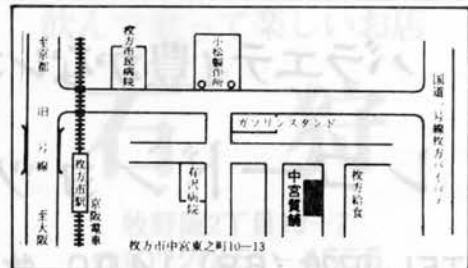 至京都
旧一号線
至大阪
枚方市駅
京阪電車
枚方市民病院
小松製作所
ガソリンスタンド
有沢病院
中宮質舗
枚方給食
国道一号線枚方バイパス
枚方市中宮東之町10-13